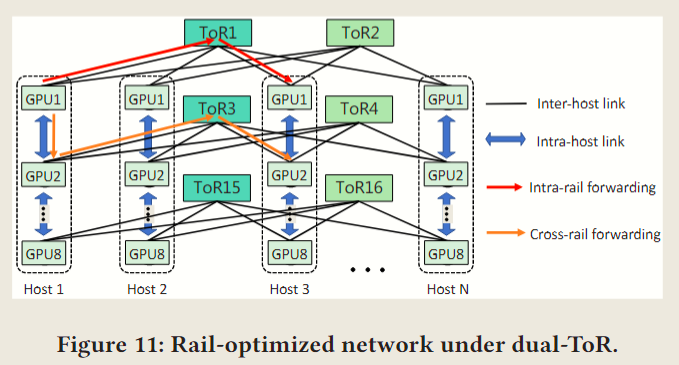 ToR1 ToR2
GPU1 GPU1 GPU1 GPU1
ToR3 ToR4
GPU2 GPU2 GPU2 GPU2
ToR15 ToR16
GPU8 GPU8 GPU8 GPU8
Host 1 Host 2 Host 3 Host N
Inter-host link
Intra-host link
Intra-rail forwarding
Cross-rail forwarding
Figure 11: Rail-optimized network under dual-ToR.